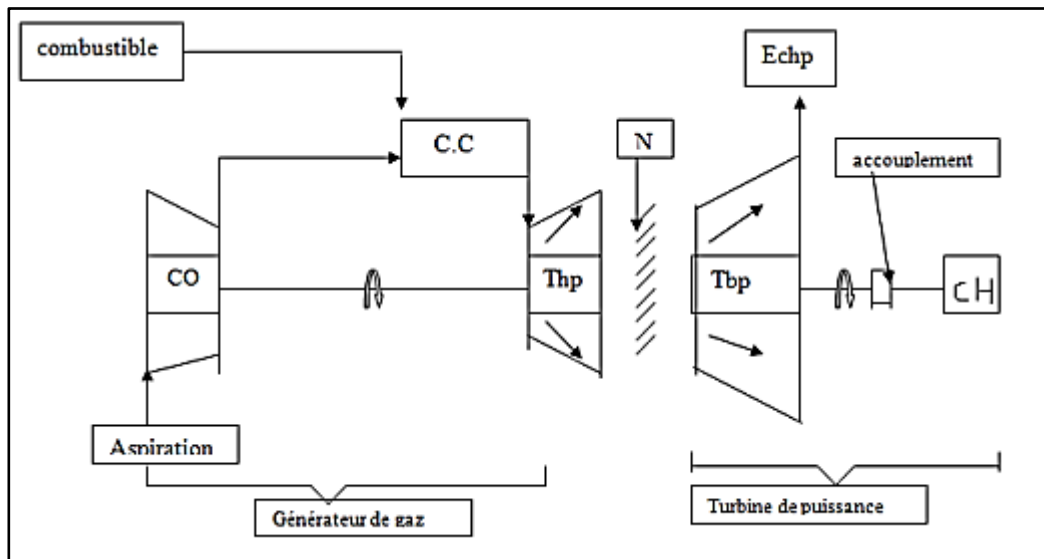 combustible
Echp
C.C
N
accouplement
CO
Thp
Tbp
CH
Aspiration
Générateur de gaz
Turbine de puissance